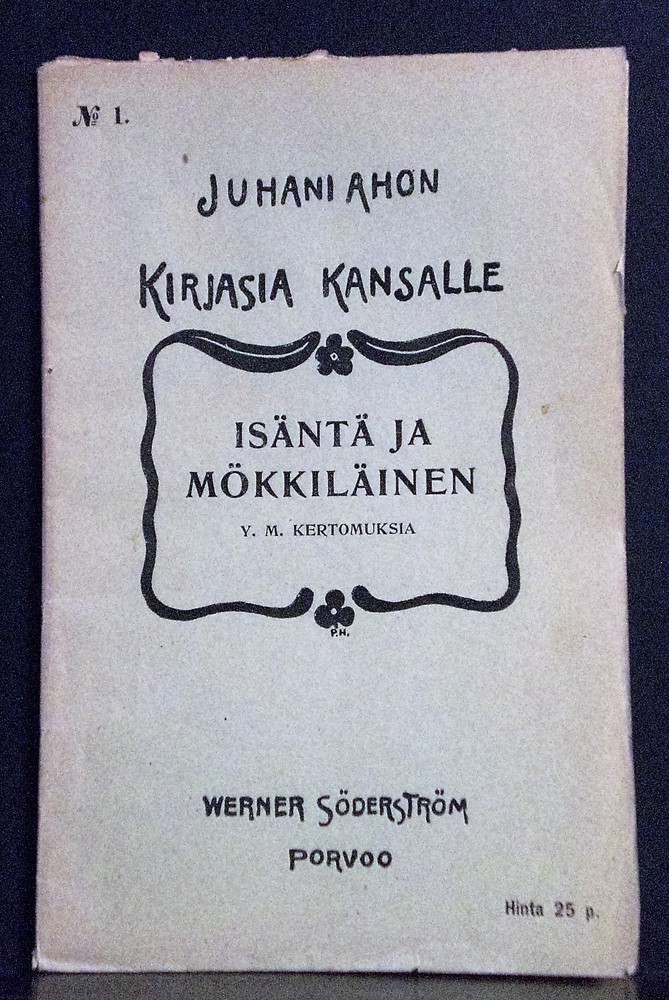 № 1.
JUHANI AHON
KIRJASIA KANSALLE
ISÄNTÄ JA
MÖKKILÄINEN
Y. M. KERTOMUKSIA
P.H.
WERNER SÖDERSTRÖM
PORVOO
Hinta 25 p.